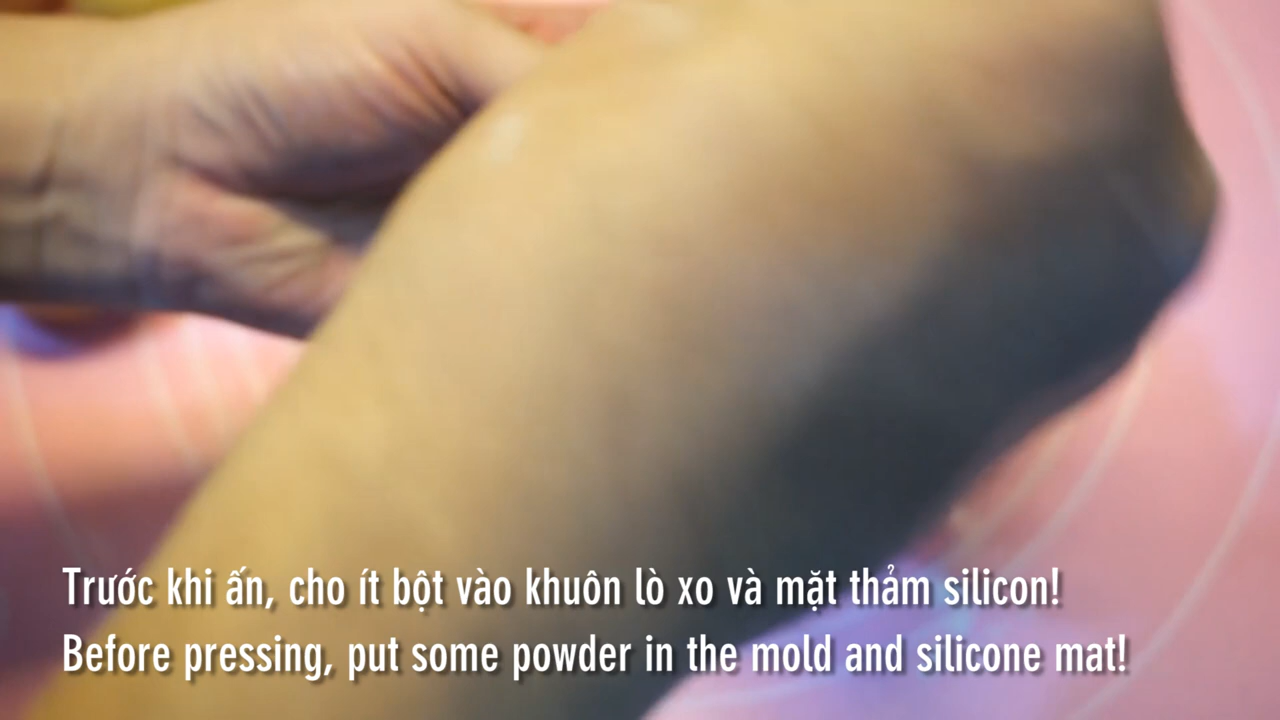 Trước khi ấn, cho ít bột vào khuôn lò xo và mặt thảm silicon!
Before pressing, put some powder in the mold and silicone mat!